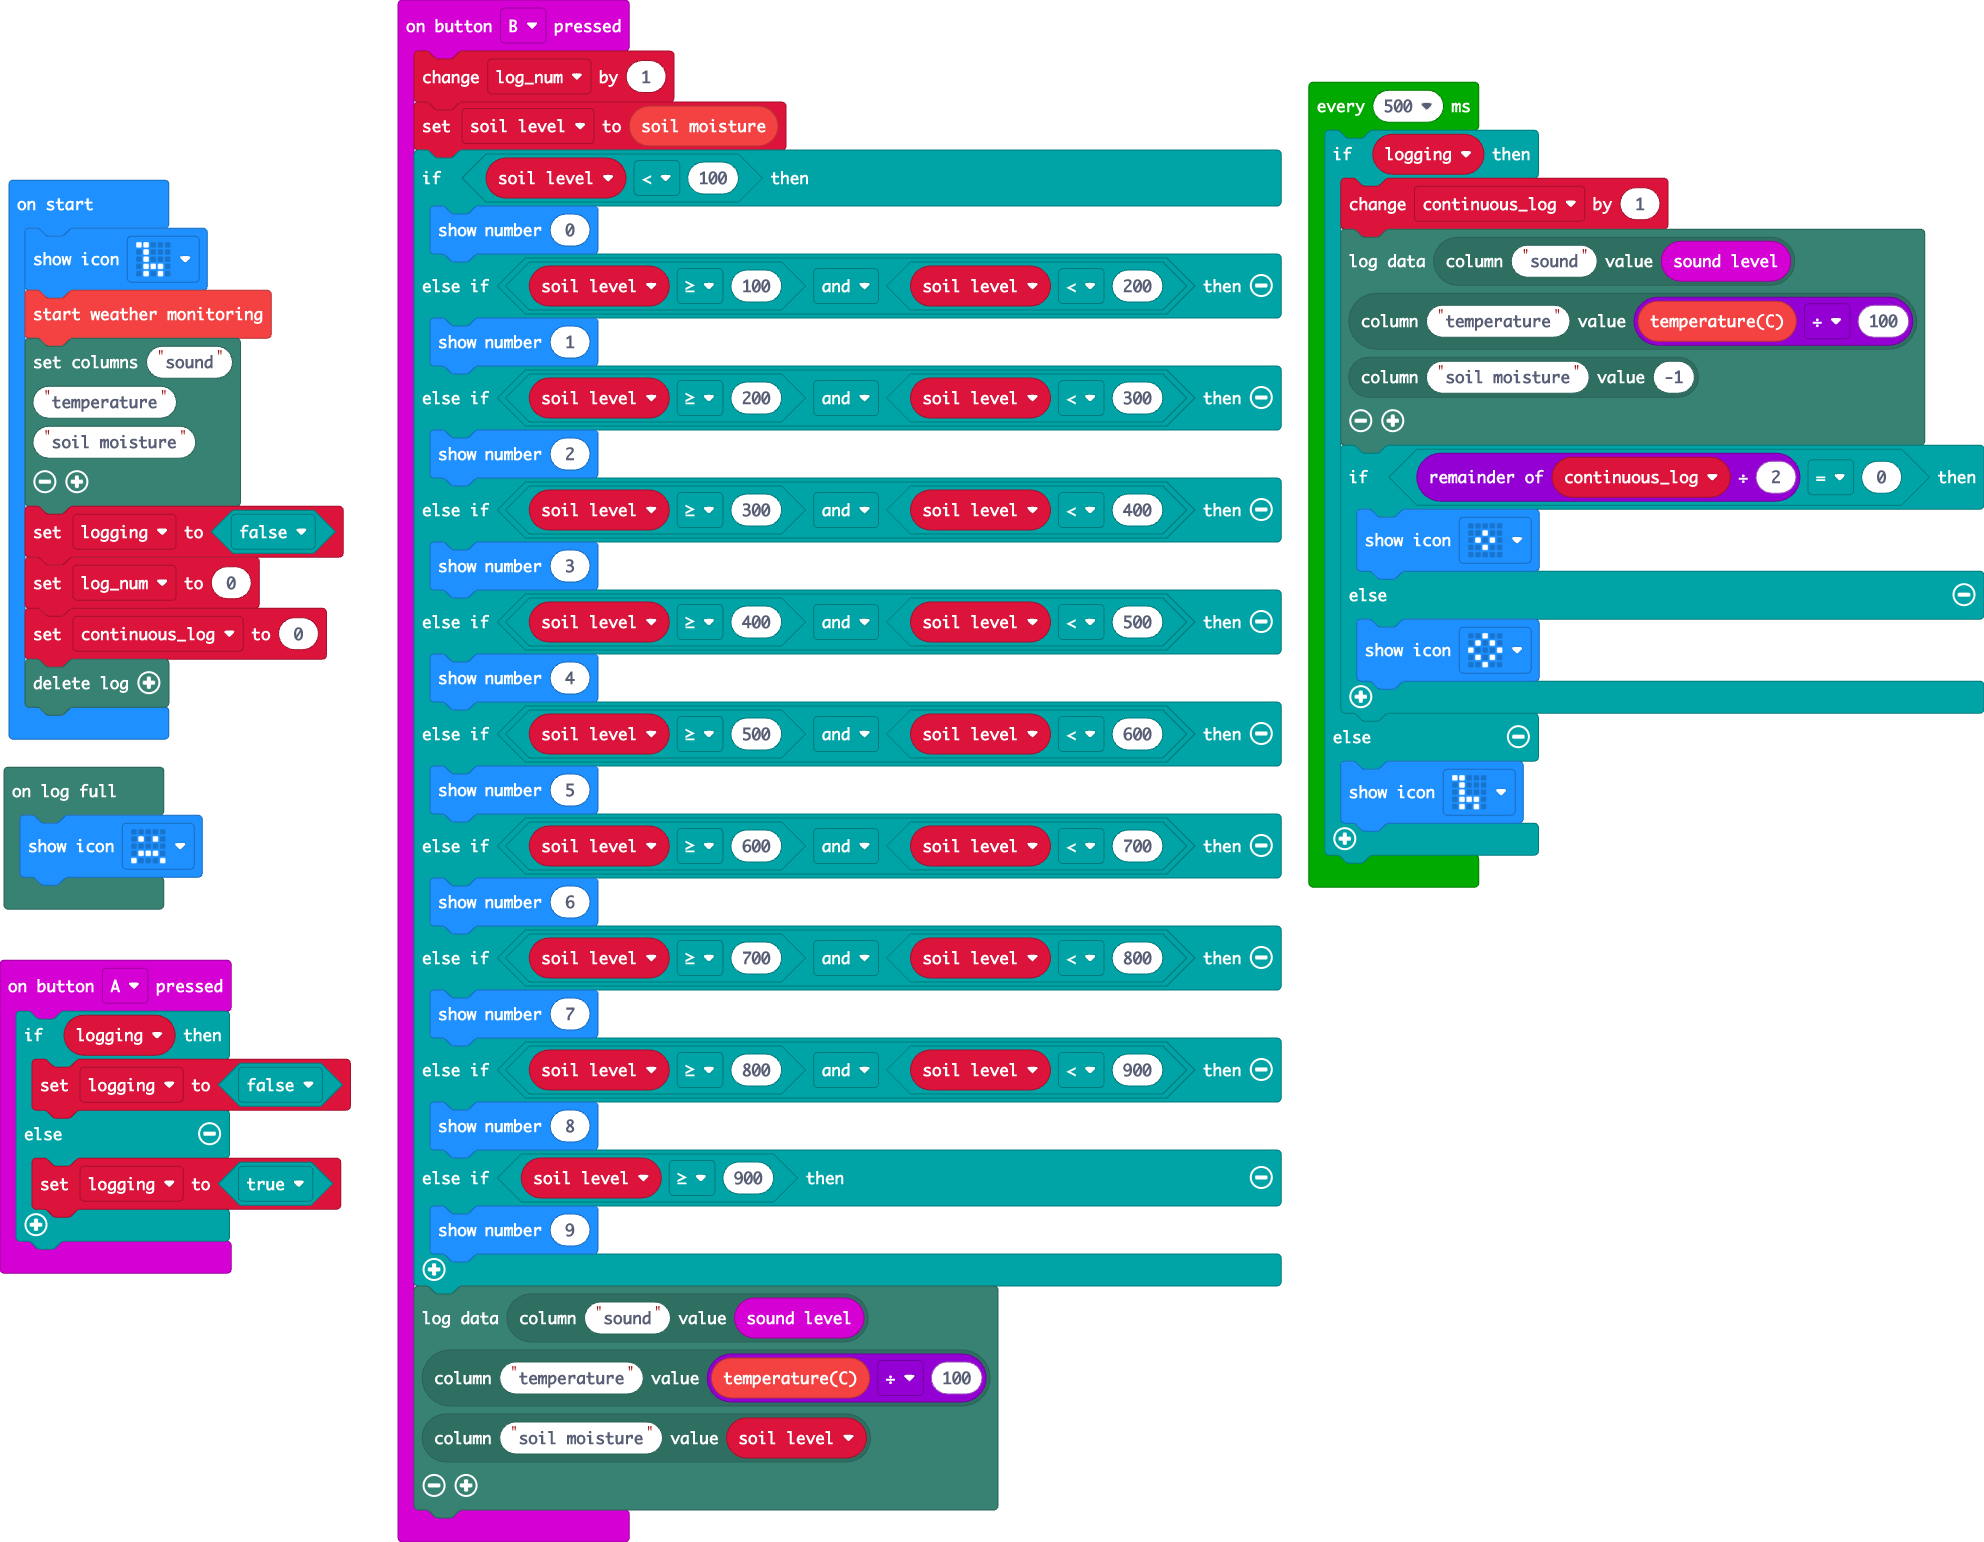 on start
show icon
start weather monitoring
set columns "sound"
"temperature"
"soil moisture"
set logging to false
set log_num to 0
set continuous_log to 0
delete log
on log full
show icon
on button A pressed
if logging then
set logging to false
else
set logging to true
on button B pressed
change log_num by 1
set soil level to soil moisture
if soil level < 100 then
show number 0
else if soil level ≥ 100 and soil level < 200 then
show number 1
else if soil level ≥ 200 and soil level < 300 then
show number 2
else if soil level ≥ 300 and soil level < 400 then
show number 3
else if soil level ≥ 400 and soil level < 500 then
show number 4
else if soil level ≥ 500 and soil level < 600 then
show number 5
else if soil level ≥ 600 and soil level < 700 then
show number 6
else if soil level ≥ 700 and soil level < 800 then
show number 7
else if soil level ≥ 800 and soil level < 900 then
show number 8
else if soil level ≥ 900 then
show number 9
log data column "sound" value sound level
column "temperature" value temperature(C) ÷ 100
column "soil moisture" value soil level
every 500 ms
if logging then
change continuous_log by 1
log data column "sound" value sound level
column "temperature" value temperature(C) ÷ 100
column "soil moisture" value -1
if remainder of continuous_log ÷ 2 = 0 then
show icon
else
show icon
else
show icon